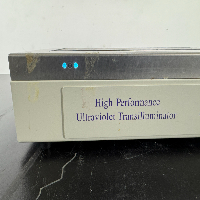 High Performance
Ultraviolet Transilluminator